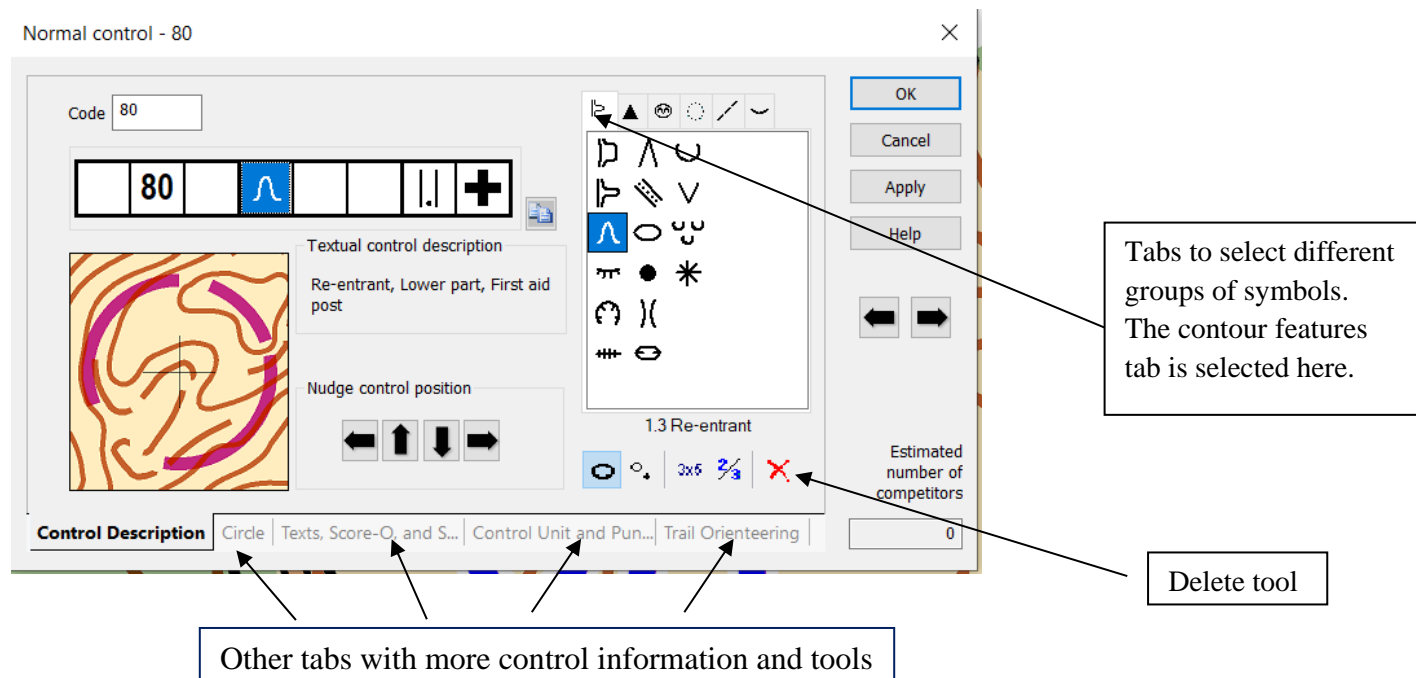 Normal control - 80
Code 80
OK
Cancel
Apply
Help
80
Textual control description
Re-entrant, Lower part, First aid
post
Nudge control position
1.3 Re-entrant
3x5 2/3
Estimated
number of
competitors
0
Control Description Circle Texts, Score-O, and S... Control Unit and Pun... Trail Orienteering
Tabs to select different
groups of symbols.
The contour features
tab is selected here.
Delete tool
Other tabs with more control information and tools